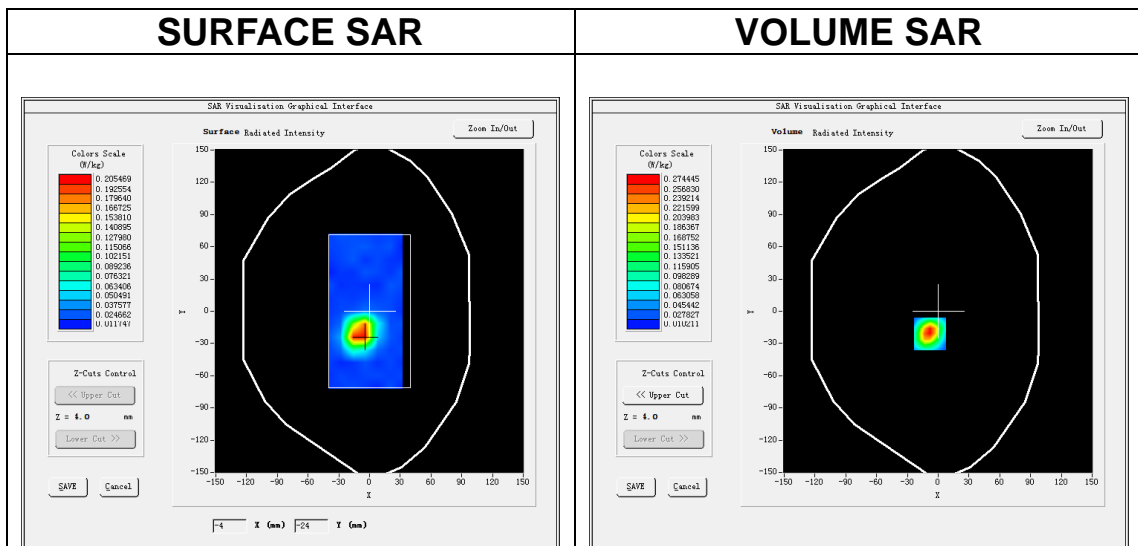 SURFACE SAR
VOLUME SAR
SAR Visualisation Graphical Interface
Surface Radiated Intensity
Zoom In/Out
Colors Scale
(W/kg)
0.205469
0.192554
0.179640
0.166725
0.153810
0.140895
0.127980
0.115066
0.102151
0.089236
0.076321
0.063406
0.050491
0.037577
0.024662
0.011747
150
120
90
60
30
0
-30
-60
-90
-120
-150
Y
-150 -120 -90 -60 -30 0 30 60 90 120 150
X
Z-Cuts Control
<< Upper Cut
Z = 4.0 mm
Lower Cut >>
SAVE Cancel
-4 X (mm) -24 Y (mm)
SAR Visualisation Graphical Interface
Volume Radiated Intensity
Zoom In/Out
Colors Scale
(W/kg)
0.274445
0.256830
0.239214
0.221599
0.203983
0.186367
0.168752
0.151136
0.133521
0.115905
0.098289
0.080674
0.063058
0.045442
0.027827
0.010211
150
120
90
60
30
0
-30
-60
-90
-120
-150
Y
-150 -120 -90 -60 -30 0 30 60 90 120 150
X
Z-Cuts Control
<< Upper Cut
Z = 4.0 mm
Lower Cut >>
SAVE Cancel